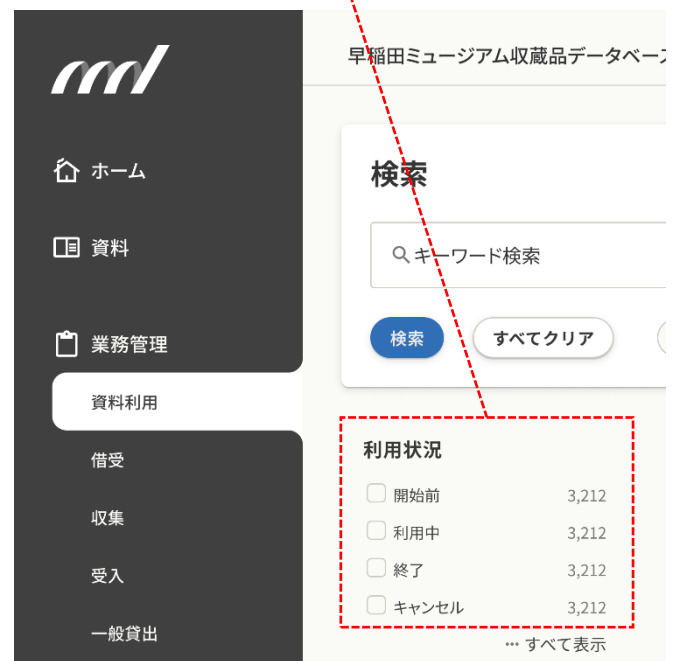 早稲田ミュージアム収蔵品データベース
ホーム
資料
業務管理
資料利用
借受
収集
受入
一般貸出
検索
キーワード検索
検索
すべてクリア
利用状況
開始前 3,212
利用中 3,212
終了 3,212
キャンセル 3,212
… すべて表示